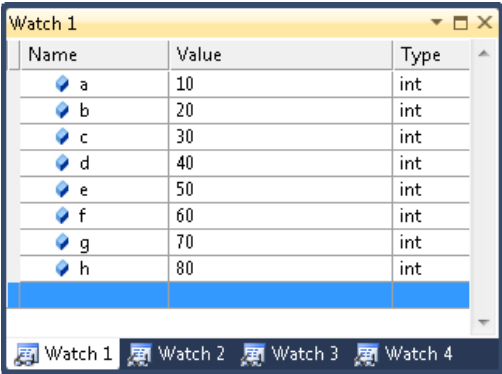 Watch 1
Name Value Type
a 10 int
b 20 int
c 30 int
d 40 int
e 50 int
f 60 int
g 70 int
h 80 int
Watch 1 Watch 2 Watch 3 Watch 4